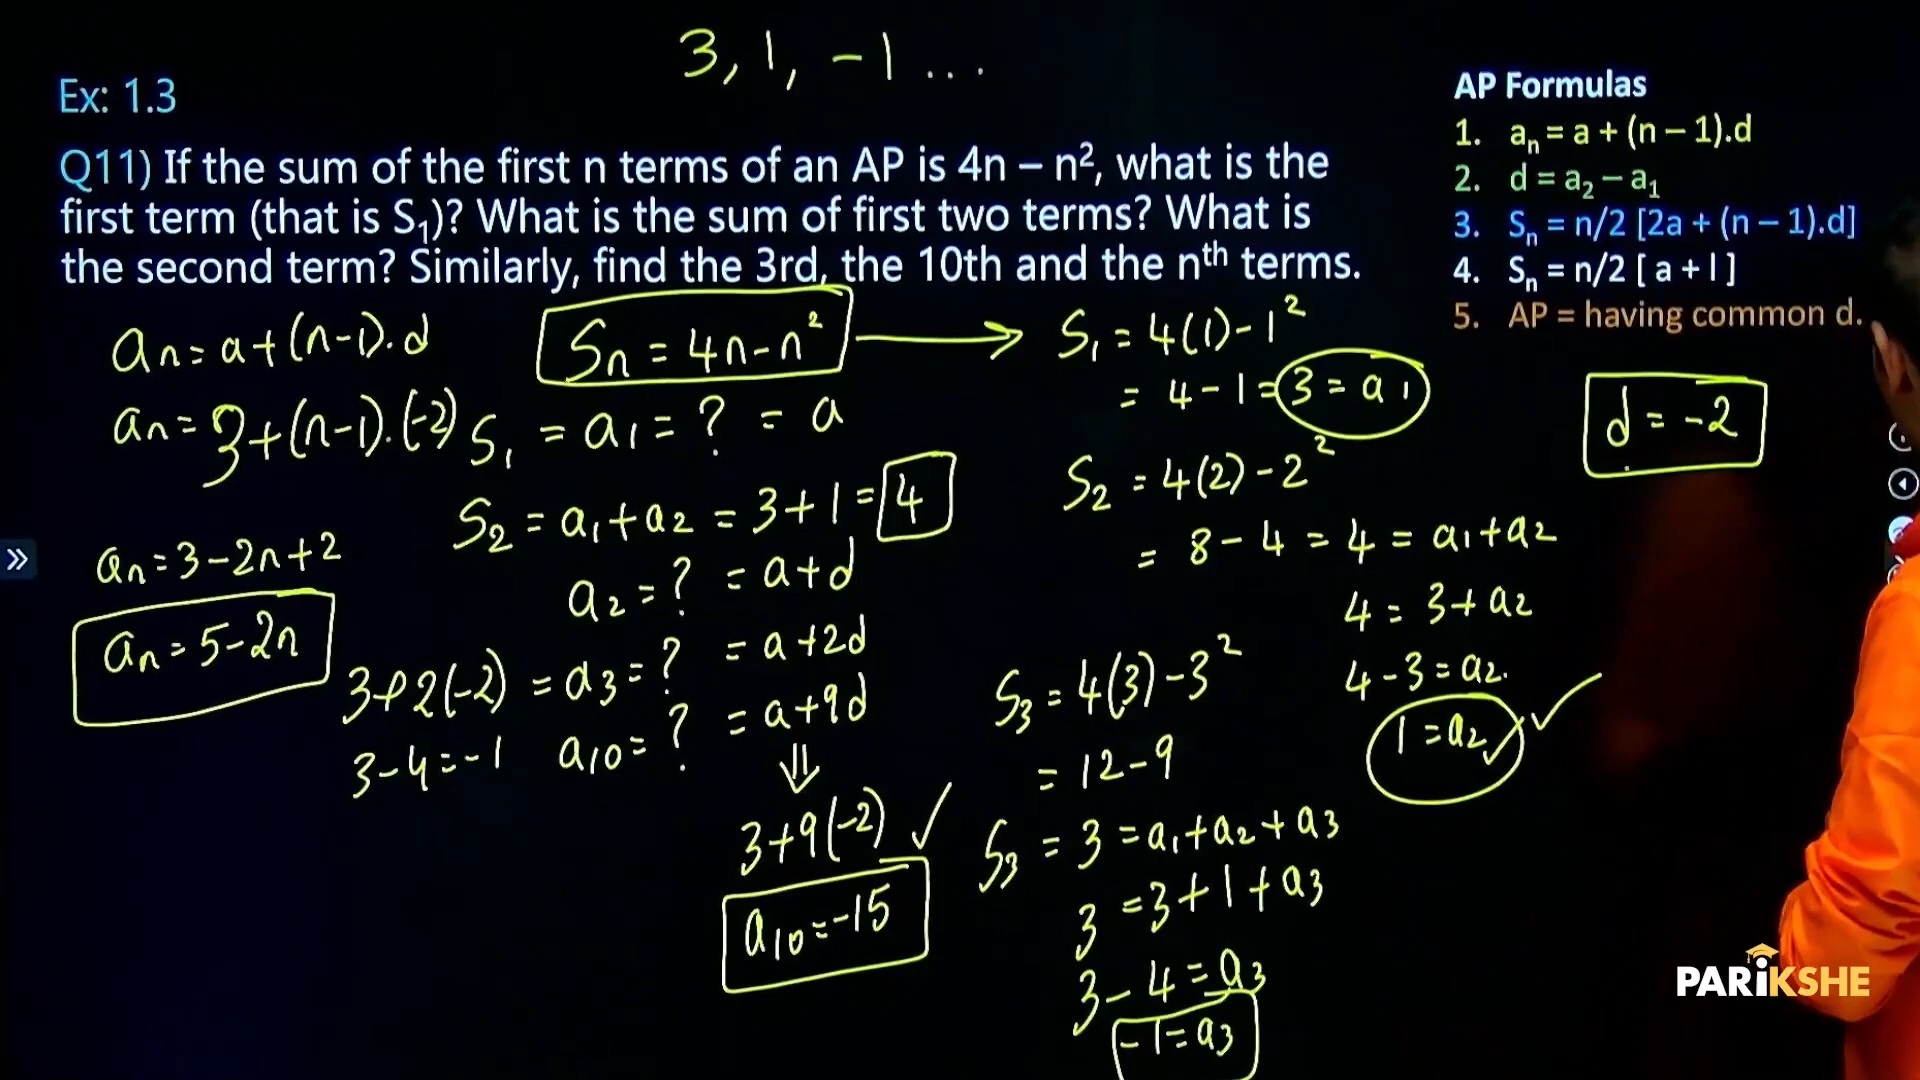 3, 1, -1 ...
Ex: 1.3
Q11) If the sum of the first n terms of an AP is 4n – n², what is the
first term (that is S₁)? What is the sum of first two terms? What is
the second term? Similarly, find the 3rd, the 10th and the nᵗʰ terms.
AP Formulas
1. aₙ = a + (n – 1).d
2. d = a₂ – a₁
3. Sₙ = n/2 [2a + (n – 1).d]
4. Sₙ = n/2 [ a + l ]
5. AP = having common d.
aₙ = a + (n-1).d
aₙ = 3 + (n-1).(-2)
aₙ = 3 - 2n + 2
aₙ = 5 - 2n
Sₙ = 4n - n²
S₁ = a₁ = ? = a
S₂ = a₁ + a₂ = 3 + 1 = 4
a₂ = ? = a + d
3 + 2(-2) = a₃ = ? = a + 2d
3 - 4 = -1
a₁₀ = ? = a + 9d
⇓
3 + 9(-2) ✓
a₁₀ = -15
→ S₁ = 4(1) - 1²
= 4 - 1 = 3 = a₁
S₂ = 4(2) - 2²
= 8 - 4 = 4 = a₁ + a₂
4 = 3 + a₂
4 - 3 = a₂.
1 = a₂ ✓
S₃ = 4(3) - 3²
= 12 - 9
S₃ = 3 = a₁ + a₂ + a₃
3 = 3 + 1 + a₃
3 - 4 = a₃
-1 = a₃
d = -2
PARiKSHE